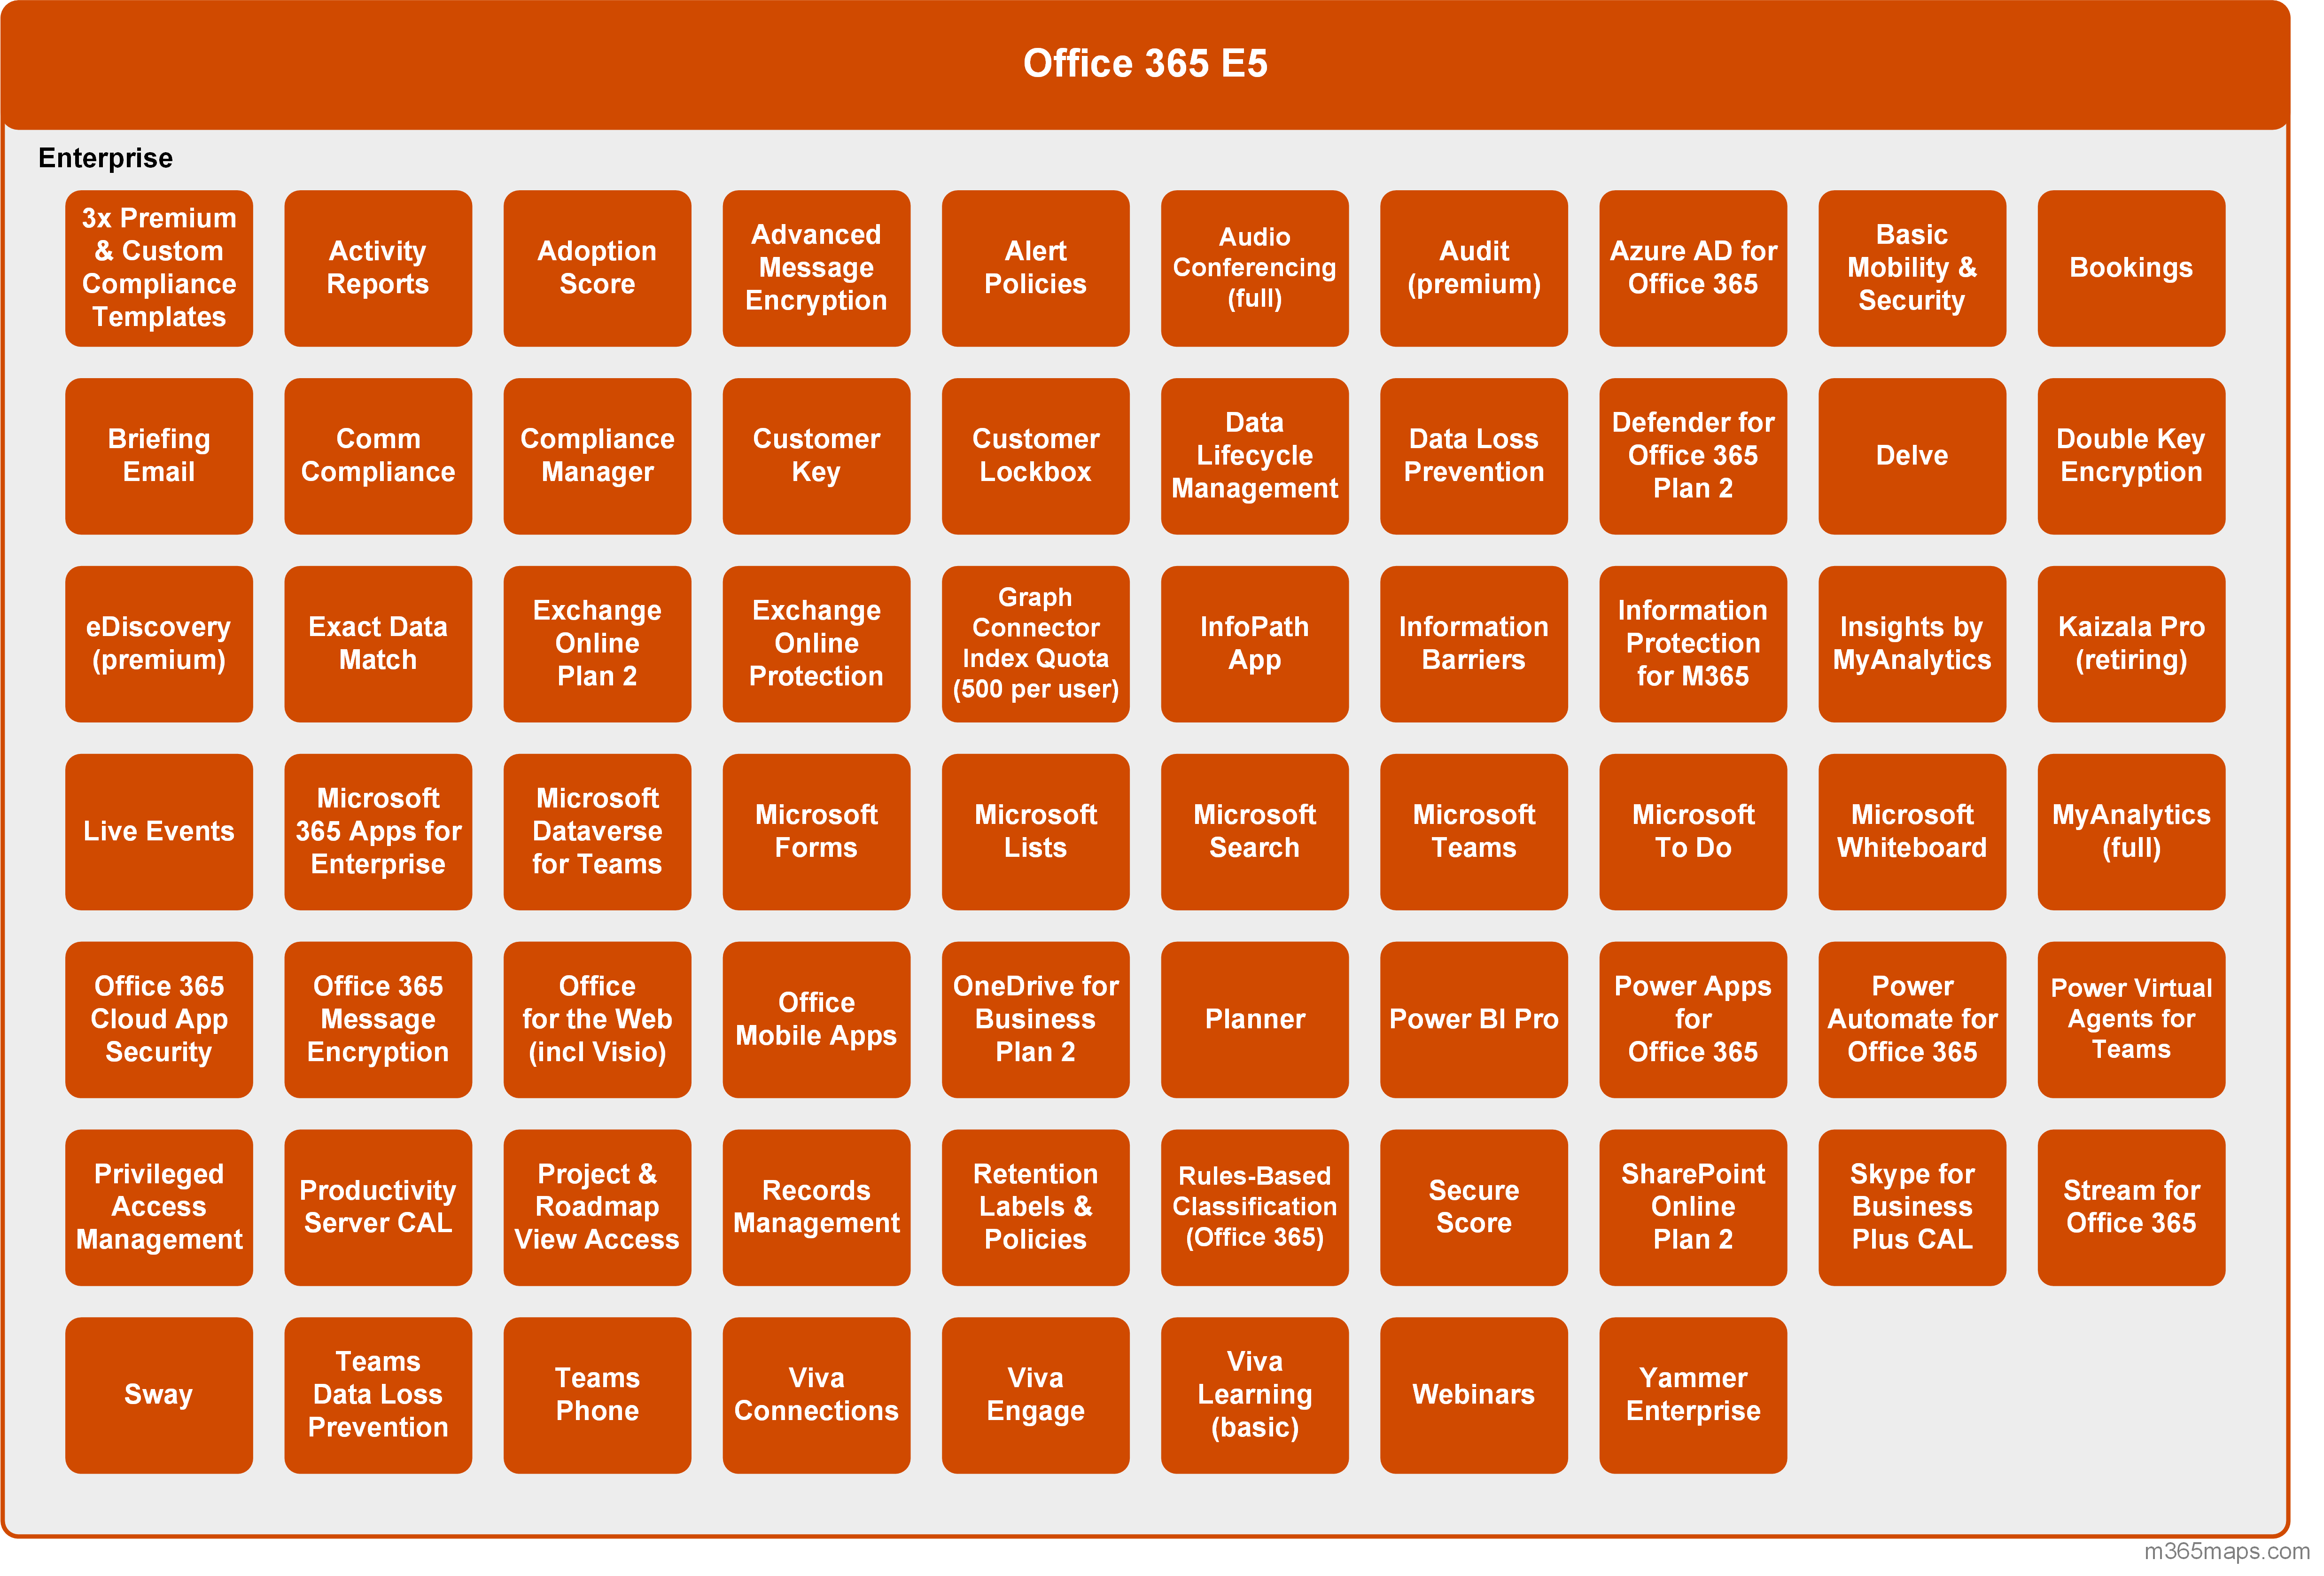 Office 365 E5
Enterprise
3x Premium
& Custom
Compliance
Templates
Activity
Reports
Adoption
Score
Advanced
Message
Encryption
Alert
Policies
Audio
Conferencing
(full)
Audit
(premium)
Azure AD for
Office 365
Basic
Mobility &
Security
Bookings
Briefing
Email
Comm
Compliance
Compliance
Manager
Customer
Key
Customer
Lockbox
Data
Lifecycle
Management
Data Loss
Prevention
Defender for
Office 365
Plan 2
Delve
Double Key
Encryption
eDiscovery
(premium)
Exact Data
Match
Exchange
Online
Plan 2
Exchange
Online
Protection
Graph
Connector
Index Quota
(500 per user)
InfoPath
App
Information
Barriers
Information
Protection
for M365
Insights by
MyAnalytics
Kaizala Pro
(retiring)
Live Events
Microsoft
365 Apps for
Enterprise
Microsoft
Dataverse
for Teams
Microsoft
Forms
Microsoft
Lists
Microsoft
Search
Microsoft
Teams
Microsoft
To Do
Microsoft
Whiteboard
MyAnalytics
(full)
Office 365
Cloud App
Security
Office 365
Message
Encryption
Office
for the Web
(incl Visio)
Office
Mobile Apps
OneDrive for
Business
Plan 2
Planner
Power BI Pro
Power Apps
for
Office 365
Power
Automate for
Office 365
Power Virtual
Agents for
Teams
Privileged
Access
Management
Productivity
Server CAL
Project &
Roadmap
View Access
Records
Management
Retention
Labels &
Policies
Rules-Based
Classification
(Office 365)
Secure
Score
SharePoint
Online
Plan 2
Skype for
Business
Plus CAL
Stream for
Office 365
Sway
Teams
Data Loss
Prevention
Teams
Phone
Viva
Connections
Viva
Engage
Viva
Learning
(basic)
Webinars
Yammer
Enterprise
m365maps.com